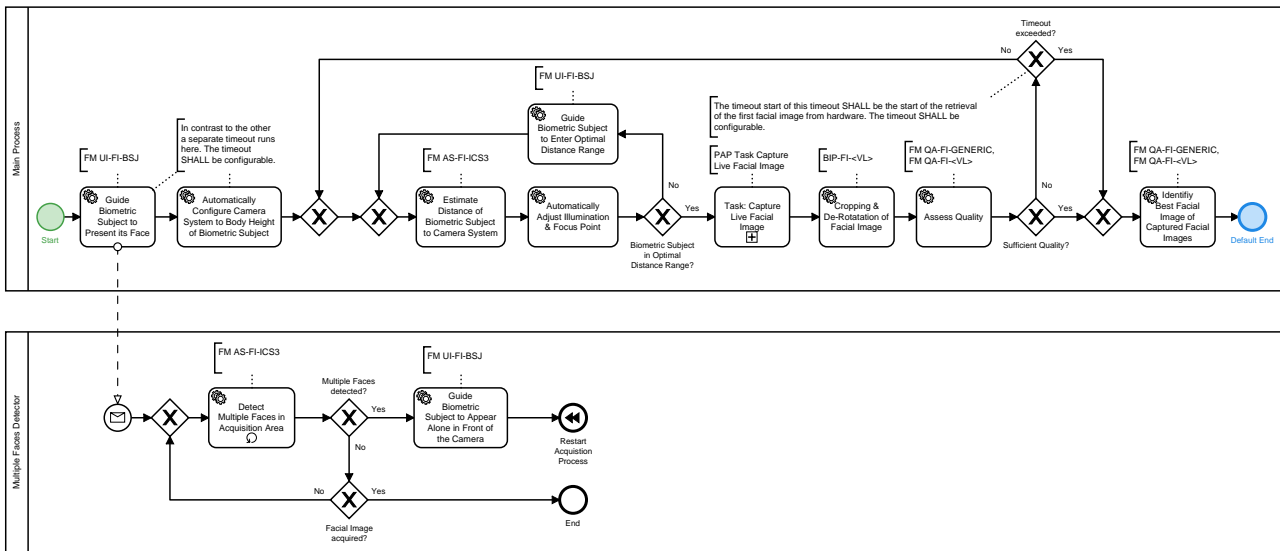 Main Process
Timeout
exceeded?
No
Yes
FM UI-FI-BSJ
Guide
Biometric Subject
to Enter Optimal
Distance Range
The timeout start of this timeout SHALL be the start of the retrieval
of the first facial image from hardware. The timeout SHALL be
configurable.
In contrast to the other
a separate timeout runs
here. The timeout
SHALL be configurable.
FM UI-FI-BSJ
FM AS-FI-ICS3
PAP Task Capture
Live Facial Image
BIP-FI-<VL>
FM QA-FI-GENERIC,
FM QA-FI-<VL>
FM QA-FI-GENERIC,
FM QA-FI-<VL>
Start
Guide
Biometric
Subject to
Present its Face
Automatically
Configure Camera
System to Body Height
of Biometric Subject
Estimate
Distance of
Biometric Subject
to Camera System
Automatically
Adjust Illumination
& Focus Point
No
Yes
Biometric Subject
in Optimal
Distance Range?
Task: Capture
Live Facial
Image
Cropping &
De-Rotatation of
Facial Image
Assess Quality
No
Yes
Sufficient Quality?
Identifiy
Best Facial
Image of
Captured Facial
Images
Default End
Multiple Faces Detector
FM AS-FI-ICS3
Detect
Multiple Faces in
Acquisition Area
Multiple Faces
detected?
Yes
No
FM UI-FI-BSJ
Guide
Biometric
Subject to Appear
Alone in Front of
the Camera
Restart
Acquistion
Process
No
Yes
Facial Image
acquired?
End